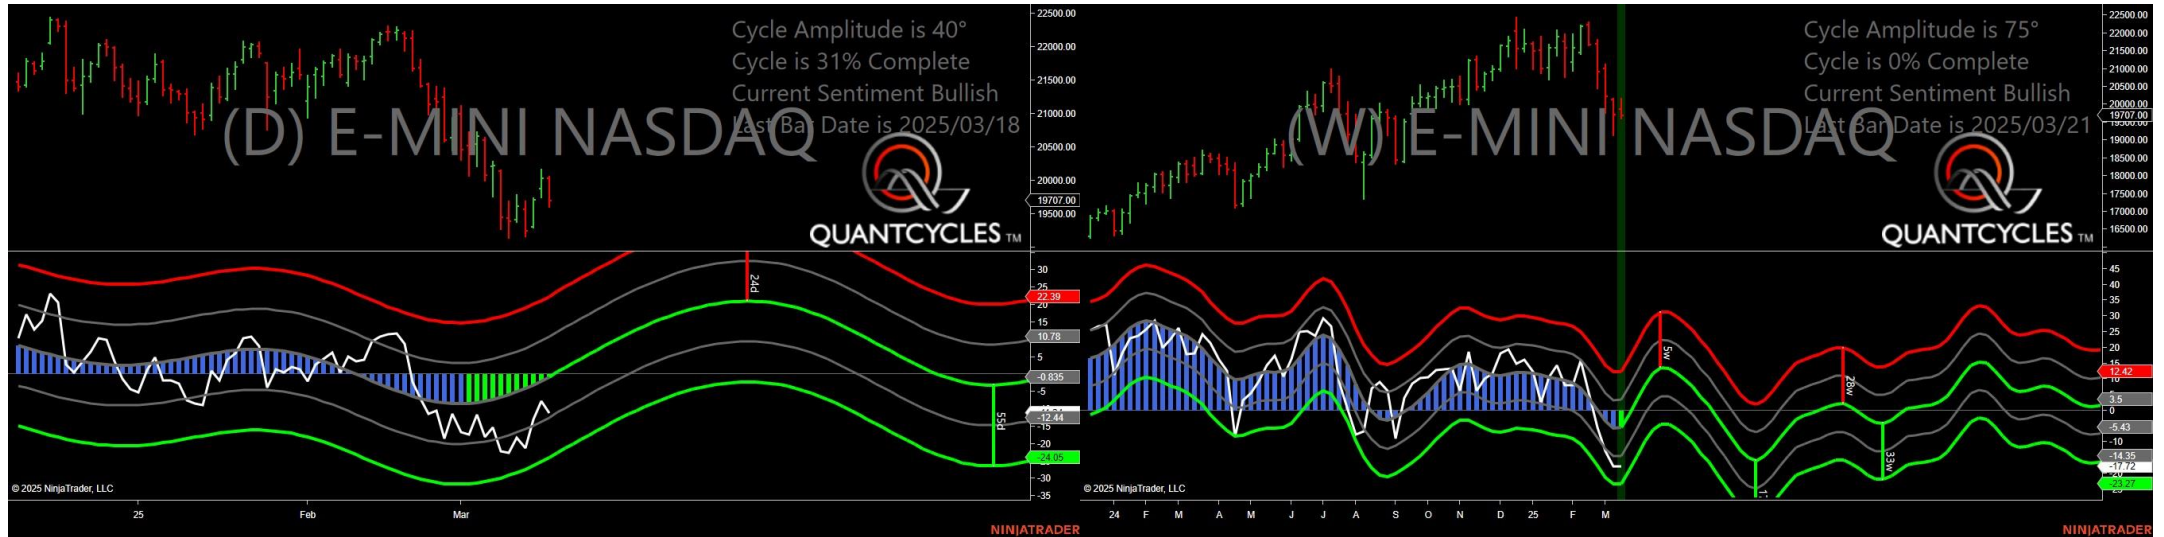 Cycle Amplitude is 40°
Cycle is 31% Complete
Current Sentiment Bullish
Last Bar Date is 2025/03/18
(D) E-MINI NASDAQ
QUANTCYCLES TM
22500.00
22000.00
21500.00
21000.00
20500.00
20000.00
19707.00
19500.00
24d
55d
30
25
22.39
20
15
10.78
5
-0.835
-5
-12.44
-15
-20
-24.05
-30
-35
© 2025 NinjaTrader, LLC
25
Feb
Mar
NINJATRADER
Cycle Amplitude is 75°
Cycle is 0% Complete
Current Sentiment Bullish
Last Bar Date is 2025/03/21
(W) E-MINI NASDAQ
QUANTCYCLES TM
22500.00
22000.00
21500.00
21000.00
20500.00
20000.00
19707.00
19000.00
18500.00
18000.00
17500.00
17000.00
16500.00
5w
28w
33w
45
40
35
30
25
20
15
12.42
10
3.5
0
-5.43
-10
-14.35
-17.72
-23.27
© 2025 NinjaTrader, LLC
24 F M A M J J A S O N D 25 F M
NINJATRADER